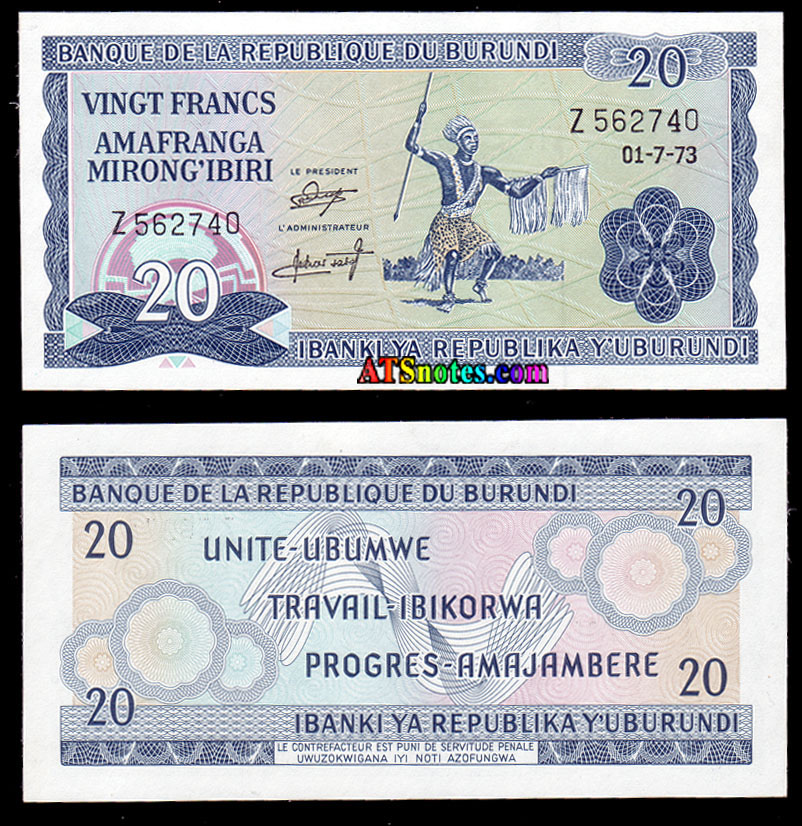 BANQUE DE LA REPUBLIQUE DU BURUNDI
20
VINGT FRANCS
AMAFRANGA
MIRONG'IBIRI
Z 562740
01-7-73
LE PRESIDENT
L'ADMINISTRATEUR
Z 562740
20
IBANKI YA REPUBLIKA Y'UBURUNDI
ATSnotes.com
BANQUE DE LA REPUBLIQUE DU BURUNDI
20
20
UNITE-UBUMWE
TRAVAIL-IBIKORWA
PROGRES-AMAJAMBERE
20
20
IBANKI YA REPUBLIKA Y'UBURUNDI
LE CONTREFACTEUR EST PUNI DE SERVITUDE PENALE
UWUZOKWIGANA IYI NOTI AZOFUNGWA